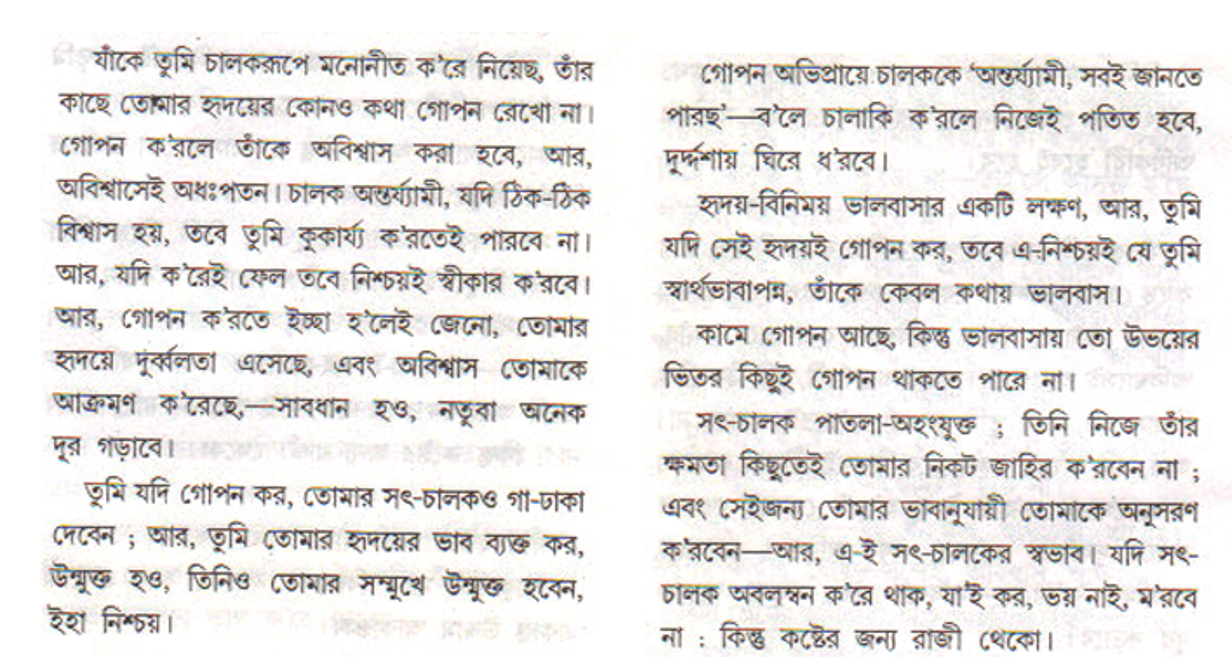 যাঁকে তুমি চালকরূপে মনোনীত ক'রে নিয়েছ, তাঁর
কাছে তোমার হৃদয়ের কোনও কথা গোপন রেখো না।
গোপন ক'রলে তাঁকে অবিশ্বাস করা হবে, আর,
অবিশ্বাসেই অধঃপতন। চালক অন্তর্য্যামী, যদি ঠিক-ঠিক
বিশ্বাস হয়, তবে তুমি কুকার্য্য ক'রতেই পারবে না।
আর, যদি ক'রেই ফেল তবে নিশ্চয়ই স্বীকার ক'রবে।
আর, গোপন ক'রতে ইচ্ছা হ'লেই জেনো, তোমার
হৃদয়ে দুর্ব্বলতা এসেছে, এবং অবিশ্বাস তোমাকে
আক্রমণ ক'রেছে,—সাবধান হও, নতুবা অনেক
দূর গড়াবে।
তুমি যদি গোপন কর, তোমার সৎ-চালকও গা-ঢাকা
দেবেন ; আর, তুমি তোমার হৃদয়ের ভাব ব্যক্ত কর,
উন্মুক্ত হও, তিনিও তোমার সম্মুখে উন্মুক্ত হবেন,
ইহা নিশ্চয়।
গোপন অভিপ্রায়ে চালককে 'অন্তর্য্যামী, সবই জানতে
পারছ'—ব'লে চালাকি ক'রলে নিজেই পতিত হবে,
দুর্দ্দশায় ঘিরে ধ'রবে।
হৃদয়-বিনিময় ভালবাসার একটি লক্ষণ, আর, তুমি
যদি সেই হৃদয়ই গোপন কর, তবে এ-নিশ্চয়ই যে তুমি
স্বার্থভাবাপন্ন, তাঁকে কেবল কথায় ভালবাস।
কামে গোপন আছে, কিন্তু ভালবাসায় তো উভয়ের
ভিতর কিছুই গোপন থাকতে পারে না।
সৎ-চালক পাতলা-অহংযুক্ত ; তিনি নিজে তাঁর
ক্ষমতা কিছুতেই তোমার নিকট জাহির ক'রবেন না ;
এবং সেইজন্য তোমার ভাবানুযায়ী তোমাকে অনুসরণ
ক'রবেন—আর, এ-ই সৎ-চালকের স্বভাব। যদি সৎ-
চালক অবলম্বন ক'রে থাক, যা'ই কর, ভয় নাই, ম'রবে
না ; কিন্তু কষ্টের জন্য রাজী থেকো।